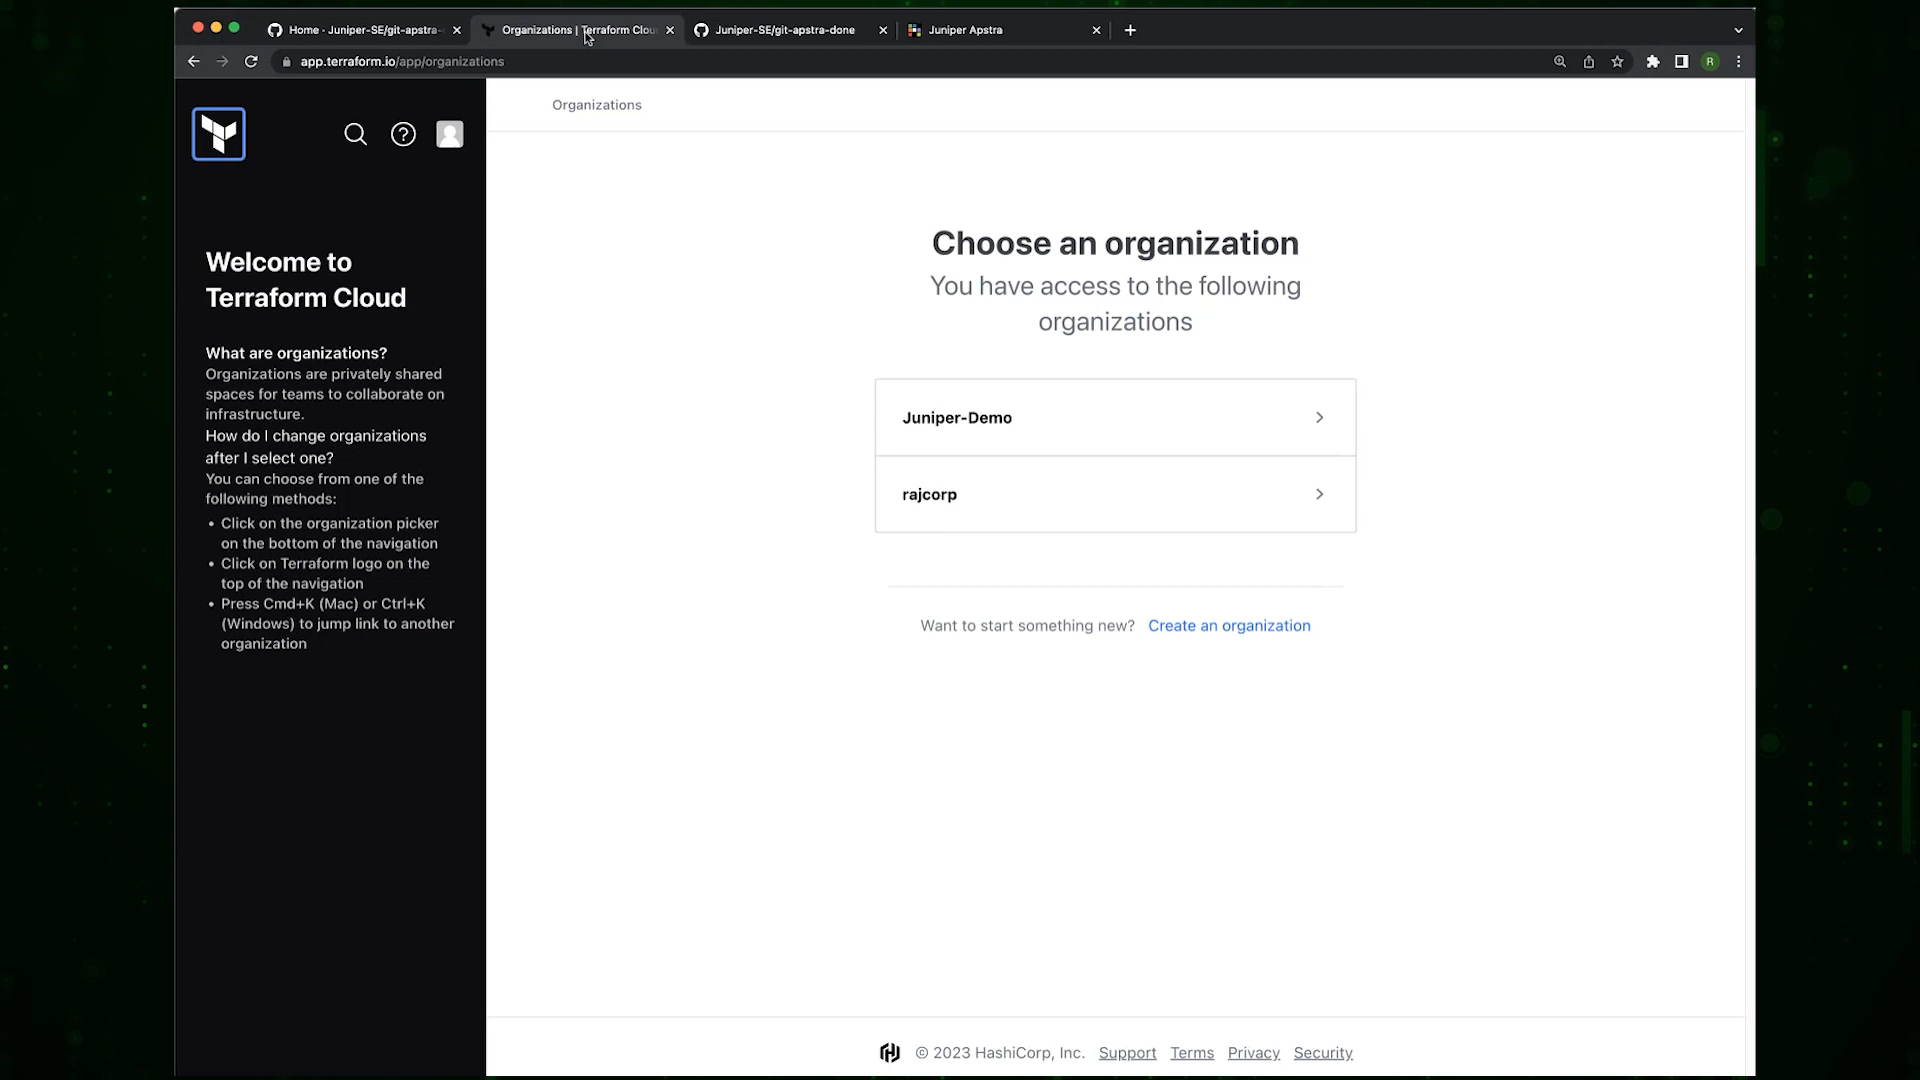 Home - Juniper-SE/git-apstra-
Organizations | Terraform Clou
Juniper-SE/git-apstra-done
Juniper Apstra
app.terraform.io/app/organizations
R
Organizations
Welcome to
Terraform Cloud
What are organizations?
Organizations are privately shared
spaces for teams to collaborate on
infrastructure.
How do I change organizations
after I select one?
You can choose from one of the
following methods:
• Click on the organization picker
on the bottom of the navigation
• Click on Terraform logo on the
top of the navigation
• Press Cmd+K (Mac) or Ctrl+K
(Windows) to jump link to another
organization
Choose an organization
You have access to the following
organizations
Juniper-Demo
rajcorp
Want to start something new? Create an organization
© 2023 HashiCorp, Inc. Support Terms Privacy Security